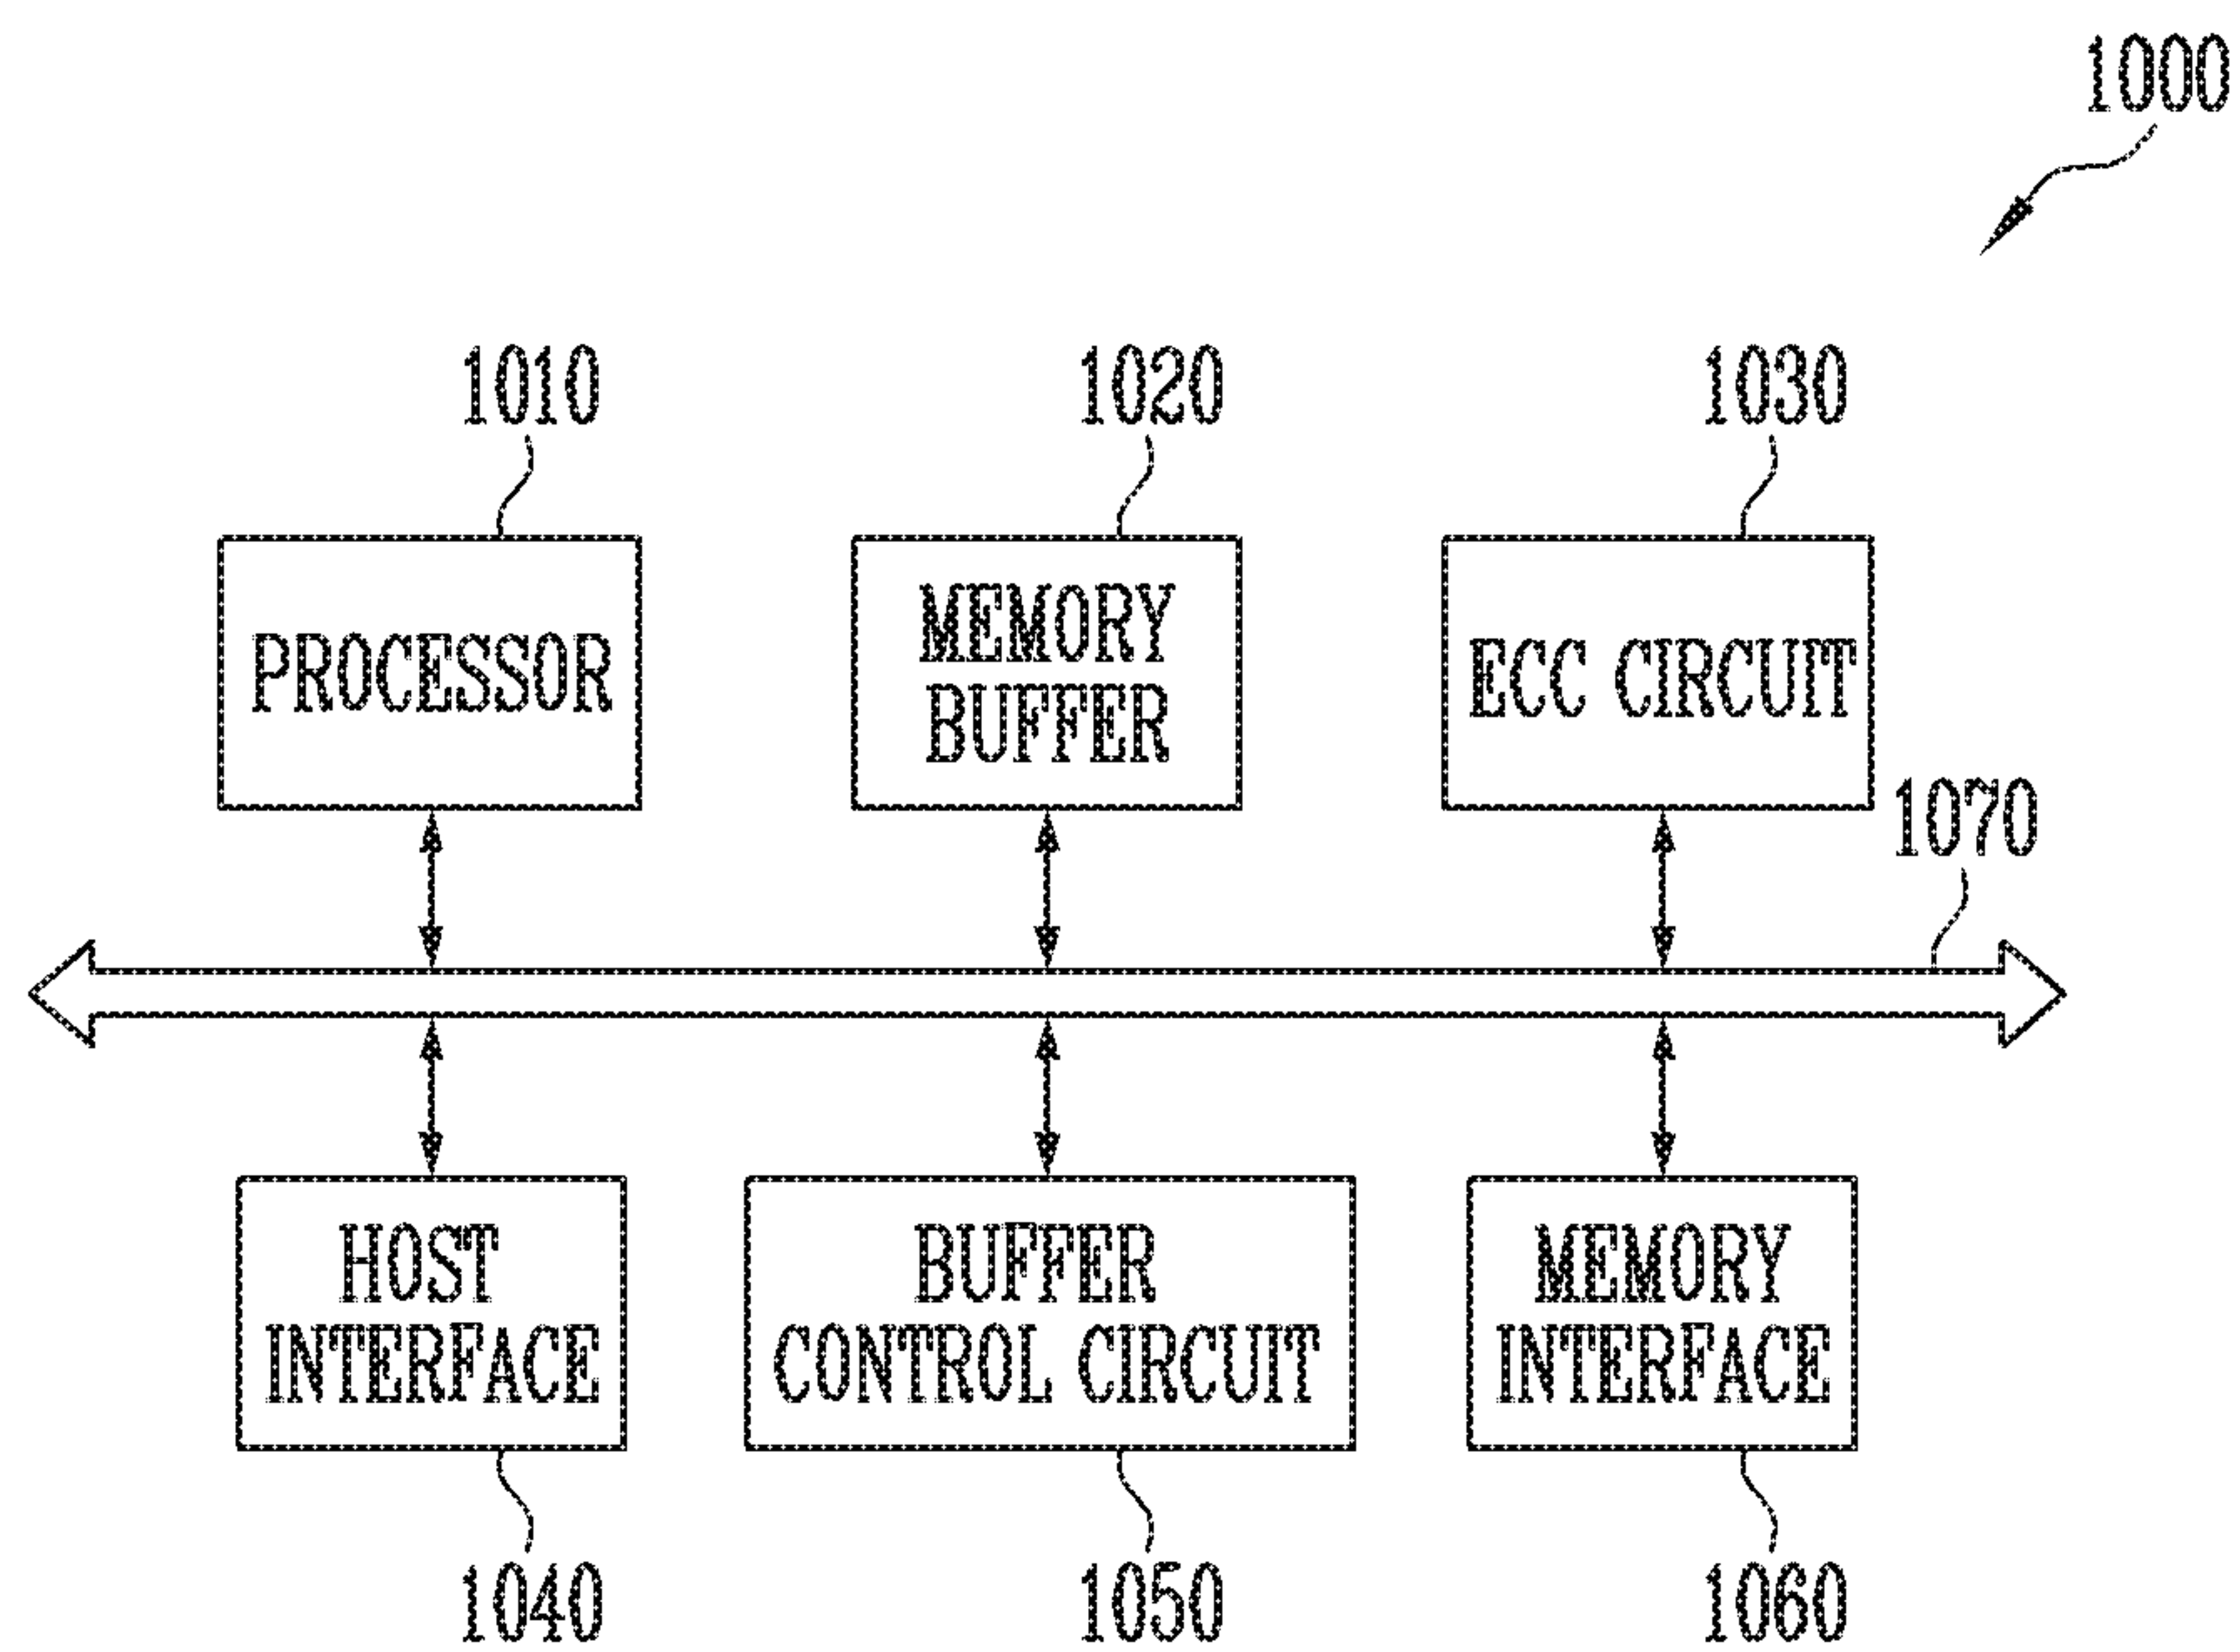 1000
1010
1020
1030
PROCESSOR
MEMORY
BUFFER
ECC CIRCUIT
1070
HOST
INTERFACE
BUFFER
CONTROL CIRCUIT
MEMORY
INTERFACE
1040
1050
1060